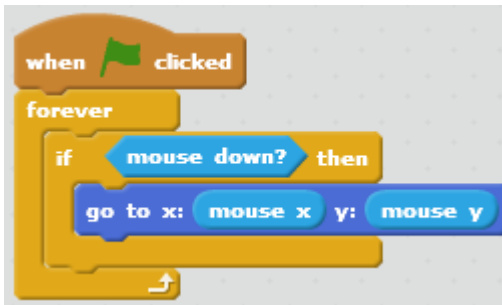 when clicked
forever
if mouse down? then
go to x: mouse x y: mouse y